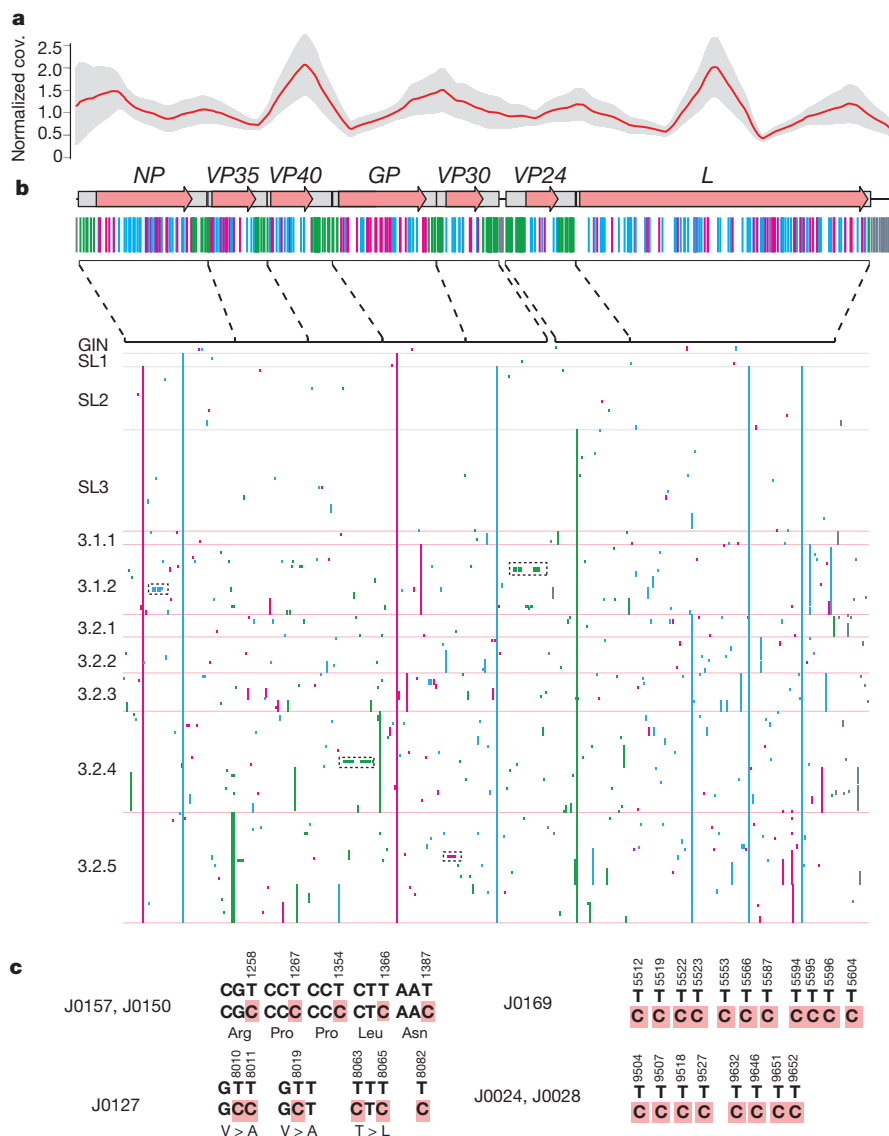 a
Normalized cov.
2.5
2.0
1.5
1.0
0.5
0
b
NP VP35 VP40 GP VP30 VP24 L
GIN
SL1
SL2
SL3
3.1.1
3.1.2
3.2.1
3.2.2
3.2.3
3.2.4
3.2.5
c
J0157, J0150
1258 1267 1354 1366 1387
CGT CCT CCT CTT AAT
CGC CCC CCC CTC AAC
Arg Pro Pro Leu Asn
J0169
5512 5519 5522 5523 5553 5566 5587 5594 5595 5596 5604
T T T T T T T T T T T
C C C C C C C C C C C
J0127
8010 8011 8019 8063 8065 8082
GTT GTT TTT T
GCC GCT CTC C
V > A V > A T > L
J0024, J0028
9504 9507 9518 9527 9632 9646 9651 9652
T T T T T T T T
C C C C C C C C